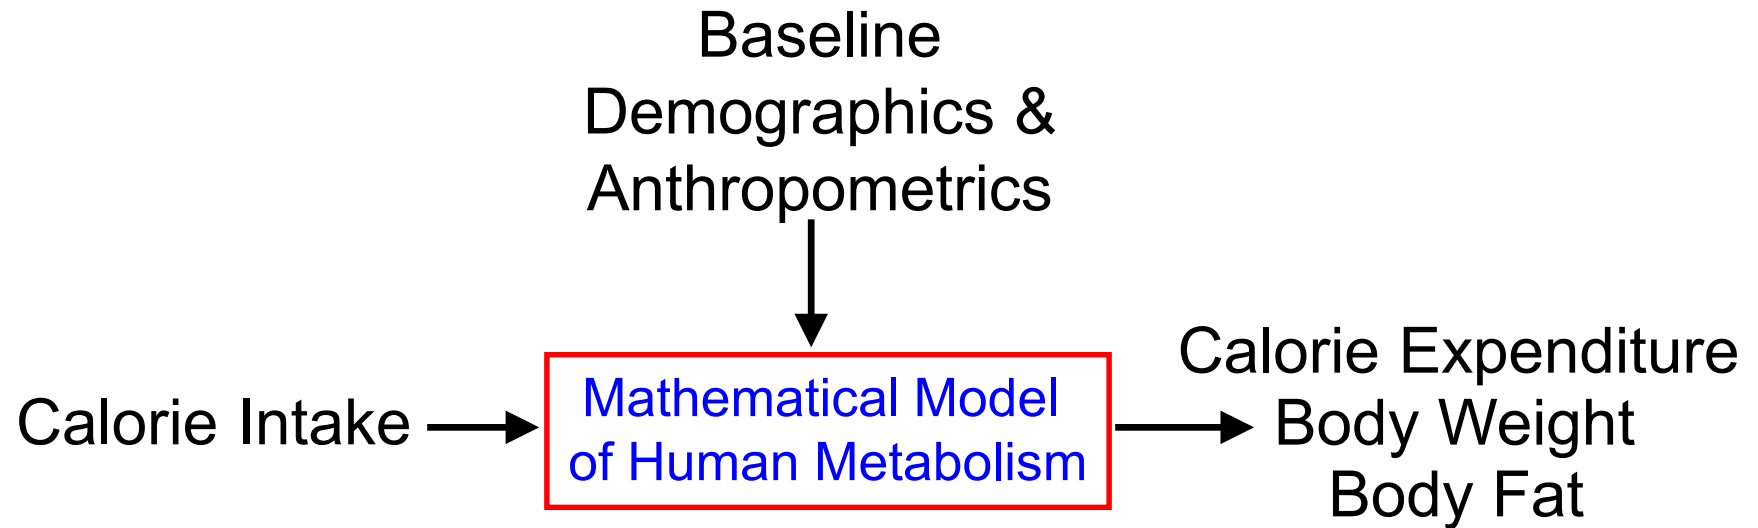 Baseline
Demographics &
Anthropometrics
Calorie Intake
Mathematical Model
of Human Metabolism
Calorie Expenditure
Body Weight
Body Fat